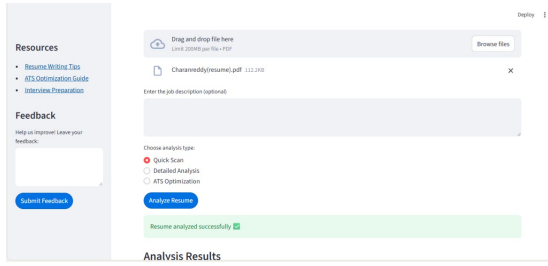 Deploy
Resources
Resume Writing Tips
ATS Optimization Guide
Interview Preparation
Feedback
Help us improve! Leave your
feedback:
Submit Feedback
Drag and drop file here
Limit 200MB per file • PDF
Browse files
Charanreddy(resume).pdf 112.2KB
Enter the job description (optional)
Choose analysis type:
Quick Scan
Detailed Analysis
ATS Optimization
Analyze Resume
Resume analyzed successfully ✅
Analysis Results